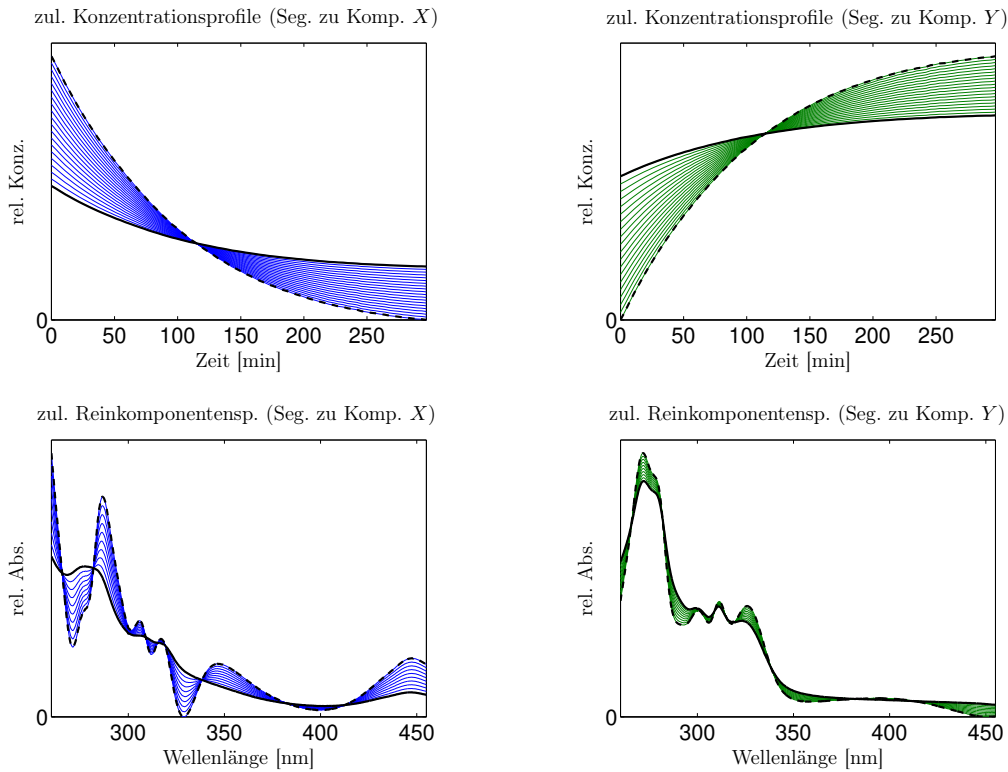 zul. Konzentrationsprofile (Seg. zu Komp. X)
rel. Konz.
0
0 50 100 150 200 250
Zeit [min]
zul. Konzentrationsprofile (Seg. zu Komp. Y)
rel. Konz.
0
0 50 100 150 200 250
Zeit [min]
zul. Reinkomponentensp. (Seg. zu Komp. X)
rel. Abs.
0
300 350 400 450
Wellenlänge [nm]
zul. Reinkomponentensp. (Seg. zu Komp. Y)
rel. Abs.
0
300 350 400 450
Wellenlänge [nm]